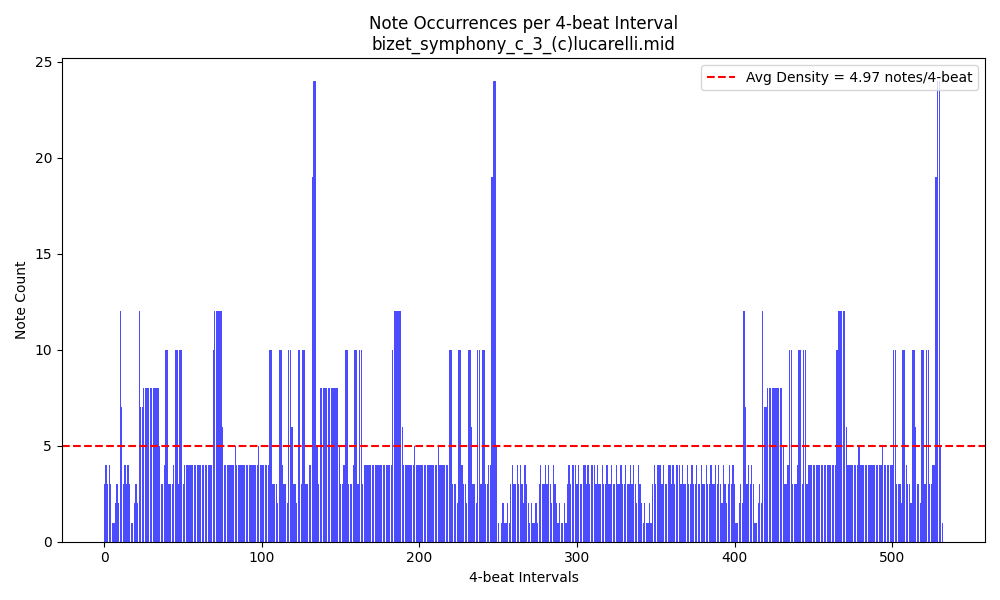 Note Occurrences per 4-beat Interval
bizet_symphony_c_3_(c)lucarelli.mid
Avg Density = 4.97 notes/4-beat
Note Count
25
20
15
10
5
0
0 100 200 300 400 500
4-beat Intervals